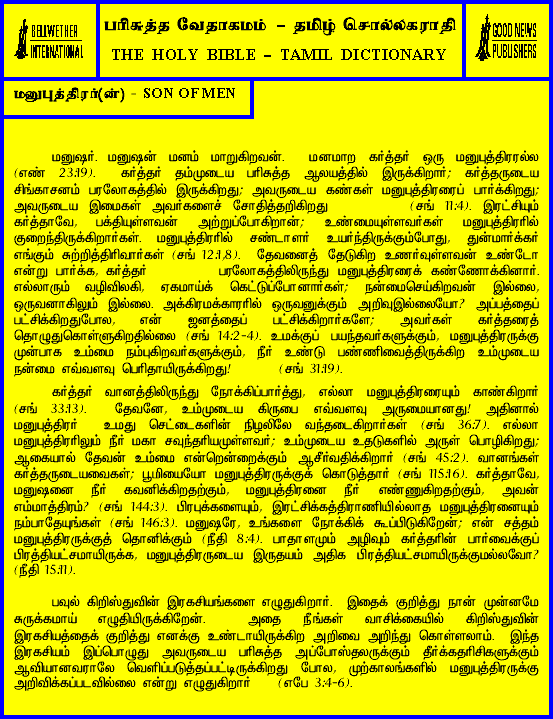 BELLWETHER
INTERNATIONAL
பரிசுத்த வேதாகமம் – தமிழ் சொல்லகராதி
THE HOLY BIBLE – TAMIL DICTIONARY
GOOD NEWS
PUBLISHERS
மனுபுத்திரர்(ன்) - SON OF MEN
மனுஷர். மனுஷன் மனம் மாறுகிறவன். மனமாற கர்த்தர் ஒரு மனுபுத்திரரல்ல
(எண் 23:19). கர்த்தர் தம்முடைய பரிசுத்த ஆலயத்தில் இருக்கிறார்; கர்த்தருடைய
சிங்காசனம் பரலோகத்தில் இருக்கிறது; அவருடைய கண்கள் மனுபுத்திரரைப் பார்க்கிறது;
அவருடைய இமைகள் அவர்களைச் சோதித்தறிகிறது (சங் 11:4). இரட்சியும்
கர்த்தாவே, பக்தியுள்ளவன் அற்றுப்போகிறான்; உண்மையுள்ளவர்கள் மனுபுத்திரரில்
குறைந்திருக்கிறார்கள். மனுபுத்திரரில் சண்டாளர் உயர்ந்திருக்கும்போது, துன்மார்க்கர்
எங்கும் சுற்றித்திரிவார்கள் (சங் 12:1,8). தேவனைத் தேடுகிற உணர்வுள்ளவன் உண்டோ
என்று பார்க்க, கர்த்தர் பரலோகத்திலிருந்து மனுபுத்திரரைக் கண்ணோக்கினார்.
எல்லாரும் வழிவிலகி, ஏகமாய்க் கெட்டுப்போனார்கள்; நன்மைசெய்கிறவன் இல்லை,
ஒருவனாகிலும் இல்லை. அக்கிரமக்காரரில் ஒருவனுக்கும் அறிவுஇல்லையோ? அப்பத்தைப்
பட்சிக்கிறதுபோல, என் ஜனத்தைப் பட்சிக்கிறார்களே; அவர்கள் கர்த்தரைத்
தொழுதுகொள்ளுகிறதில்லை (சங் 14:2-4). உமக்குப் பயந்தவர்களுக்கும், மனுபுத்திரருக்கு
முன்பாக உம்மை நம்புகிறவர்களுக்கும், நீர் உண்டு பண்ணிவைத்திருக்கிற உம்முடைய
நன்மை எவ்வளவு பெரிதாயிருக்கிறது! (சங் 31:19).
கர்த்தர் வானத்திலிருந்து நோக்கிப்பார்த்து, எல்லா மனுபுத்திரரையும் காண்கிறார்
(சங் 33:13). தேவனே, உம்முடைய கிருபை எவ்வளவு அருமையானது! அதினால்
மனுபுத்திரர் உமது செட்டைகளின் நிழலிலே வந்தடைகிறார்கள் (சங் 36:7). எல்லா
மனுபுத்திரரிலும் நீர் மகா சவுந்தரியமுள்ளவர்; உம்முடைய உதடுகளில் அருள் பொழிகிறது;
ஆகையால் தேவன் உம்மை என்றென்றைக்கும் ஆசீர்வதிக்கிறார் (சங் 45:2). வானங்கள்
கர்த்தருடையவைகள்; பூமியையோ மனுபுத்திரருக்குக் கொடுத்தார் (சங் 115:16). கர்த்தாவே,
மனுஷனை நீர் கவனிக்கிறதற்கும், மனுபுத்திரனை நீர் எண்ணுகிறதற்கும், அவன்
எம்மாத்திரம்? (சங் 144:3). பிரபுக்களையும், இரட்சிக்கத்திராணியில்லாத மனுபுத்திரனையும்
நம்பாதேயுங்கள் (சங் 146:3). மனுஷரே, உங்களை நோக்கிக் கூப்பிடுகிறேன்; என் சத்தம்
மனுபுத்திரருக்குத் தொனிக்கும் (நீதி 8:4). பாதாளமும் அழிவும் கர்த்தரின் பார்வைக்குப்
பிரத்தியட்சமாயிருக்க, மனுபுத்திரருடைய இருதயம் அதிக பிரத்தியட்சமாயிருக்குமல்லவோ?
(நீதி 15:11).
பவுல் கிறிஸ்துவின் இரகசியங்களை எழுதுகிறார். இதைக் குறித்து நான் முன்னமே
சுருக்கமாய் எழுதியிருக்கிறேன். அதை நீங்கள் வாசிக்கையில் கிறிஸ்துவின்
இரகசியத்தைக் குறித்து எனக்கு உண்டாயிருக்கிற அறிவை அறிந்து கொள்ளலாம். இந்த
இரகசியம் இப்பொழுது அவருடைய பரிசுத்த அப்போஸ்தலருக்கும் தீர்க்கதரிசிகளுக்கும்
ஆவியானவராலே வெளிப்படுத்தப்பட்டிருக்கிறது போல, முற்காலங்களில் மனுபுத்திரருக்கு
அறிவிக்கப்படவில்லை என்று எழுதுகிறார் (எபே 3:4-6).